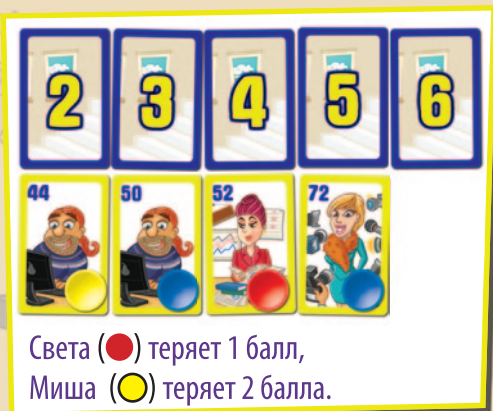 2 3 4 5 6
44 50 52 72
Света () теряет 1 балл,
Миша () теряет 2 балла.